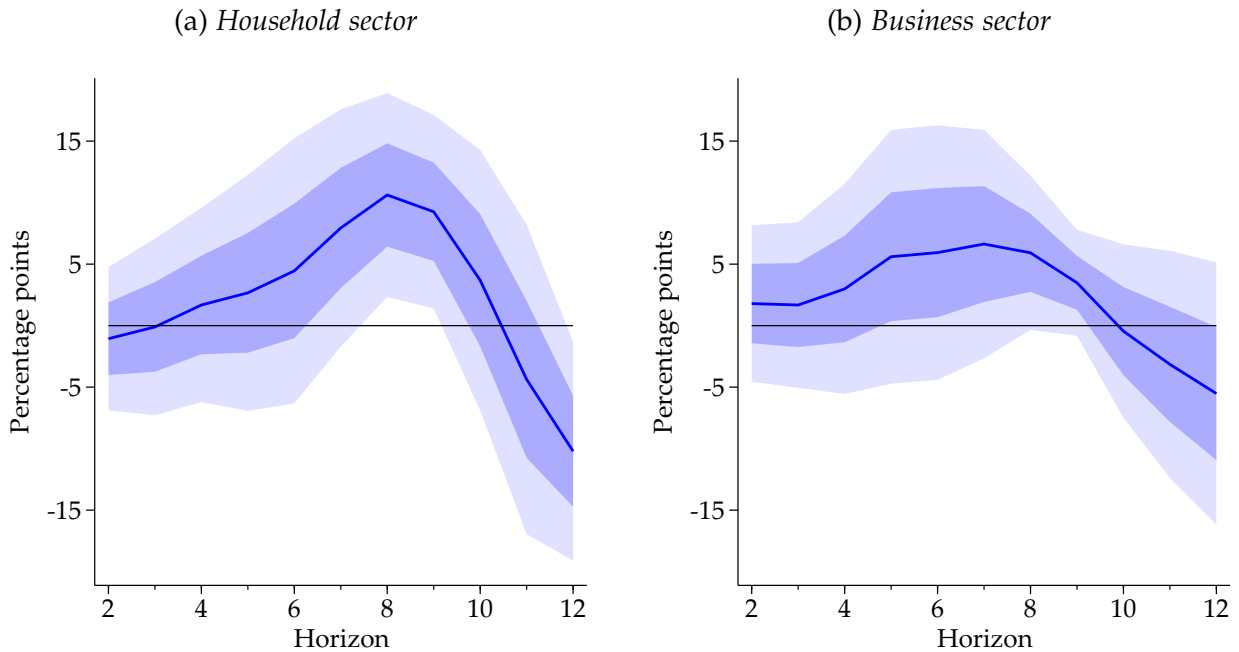 (a) Household sector
15
5
-5
-15
Percentage points
2 4 6 8 10 12
Horizon
(b) Business sector
15
5
-5
-15
Percentage points
2 4 6 8 10 12
Horizon